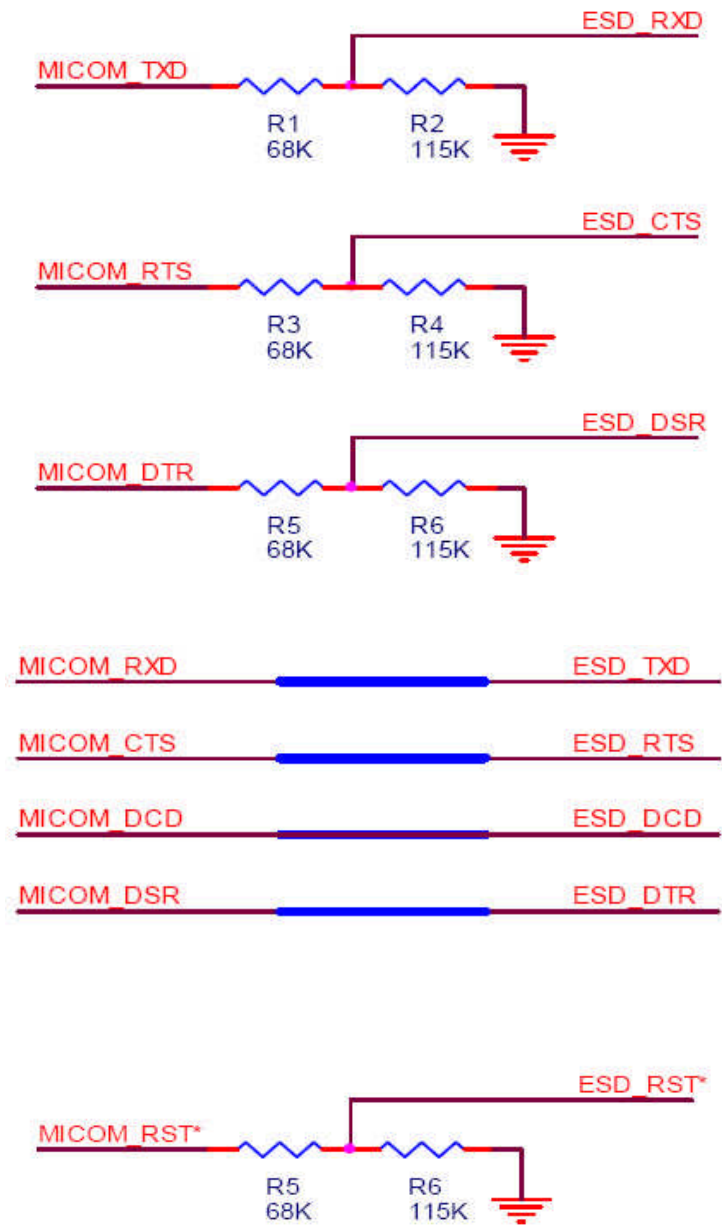 ESD_RXD
MICOM_TXD
R1 R2
68K 115K
ESD_CTS
MICOM_RTS
R3 R4
68K 115K
ESD_DSR
MICOM_DTR
R5 R6
68K 115K
MICOM_RXD ESD_TXD
MICOM_CTS ESD_RTS
MICOM_DCD ESD_DCD
MICOM_DSR ESD_DTR
ESD_RST*
MICOM_RST*
R5 R6
68K 115K